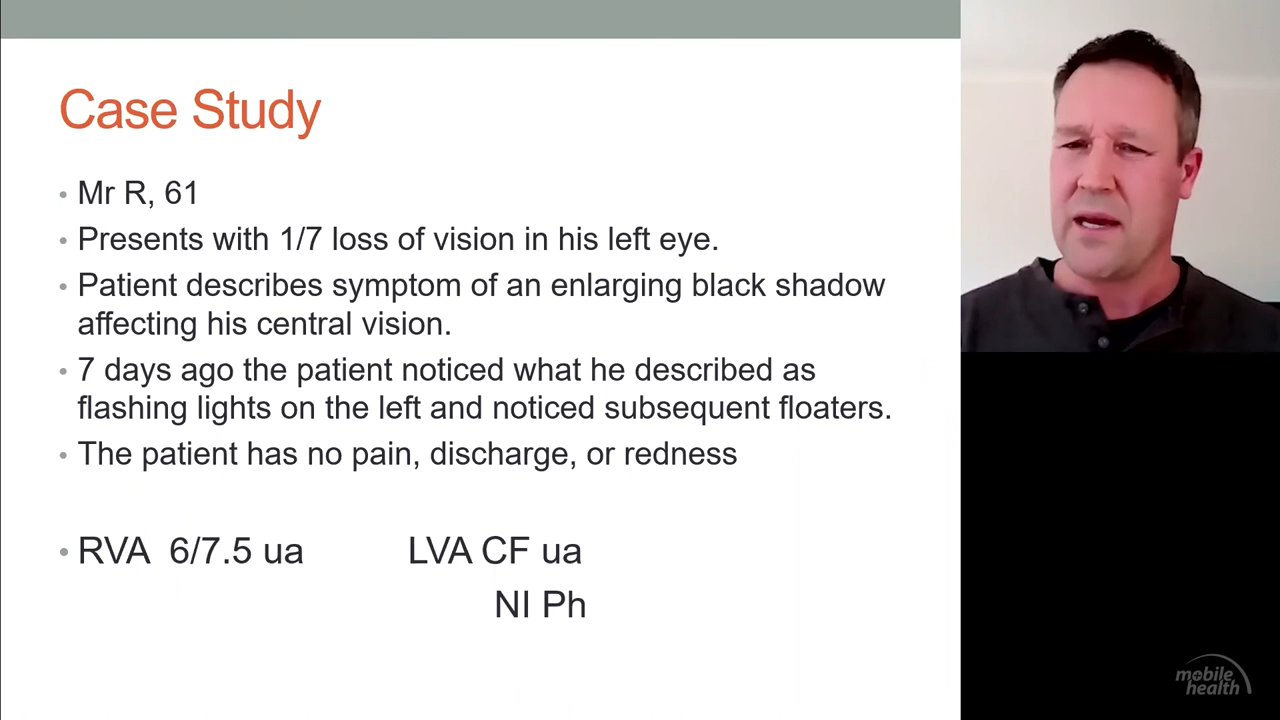 Case Study
• Mr R, 61
• Presents with 1/7 loss of vision in his left eye.
• Patient describes symptom of an enlarging black shadow
affecting his central vision.
• 7 days ago the patient noticed what he described as
flashing lights on the left and noticed subsequent floaters.
• The patient has no pain, discharge, or redness
• RVA 6/7.5 ua LVA CF ua
NI Ph
mobile
health